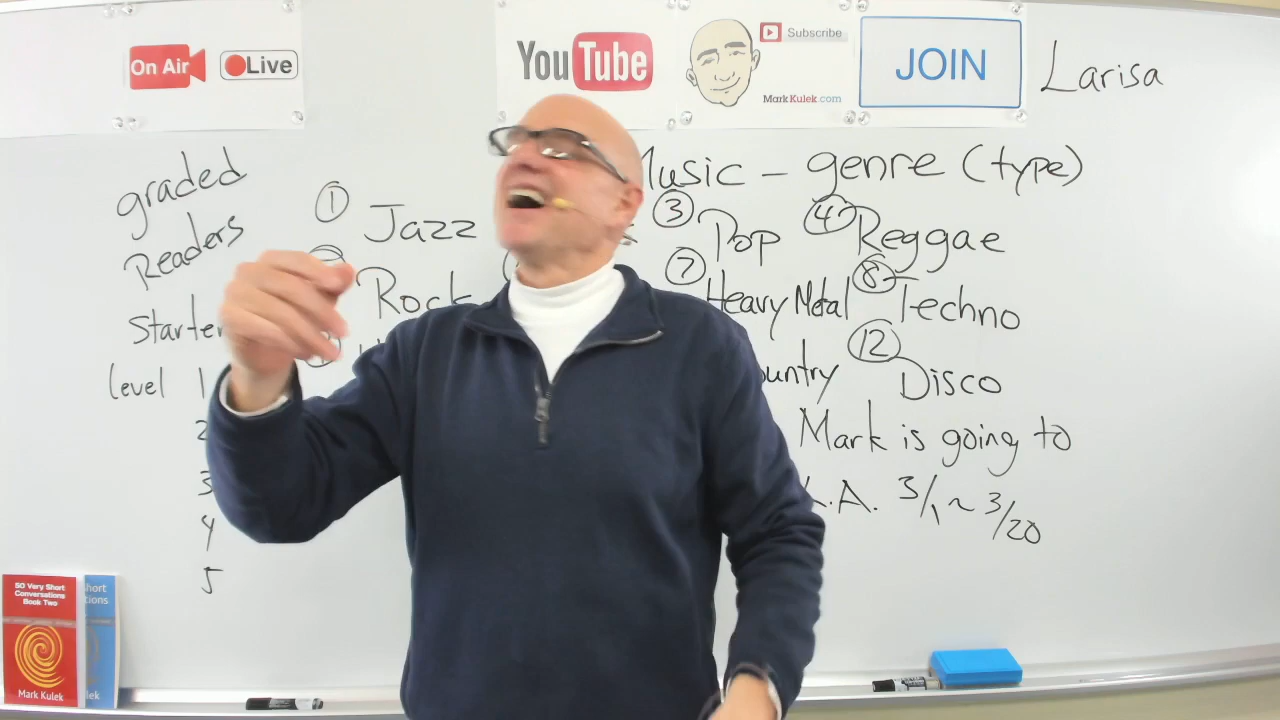 On Air Live
YouTube
Subscribe
MarkKulek.com
JOIN
Larisa
Music - genre (type)
graded
Readers
Starter
level 1
2
3
4
5
① Jazz ③ Pop ④ Reggae
Rock ⑦ Heavy Metal ⑧ Techno
⑫ Disco
Mark is going to
3/1 ~ 3/20
50 Very Short
Conversations
Book Two
Mark Kulek